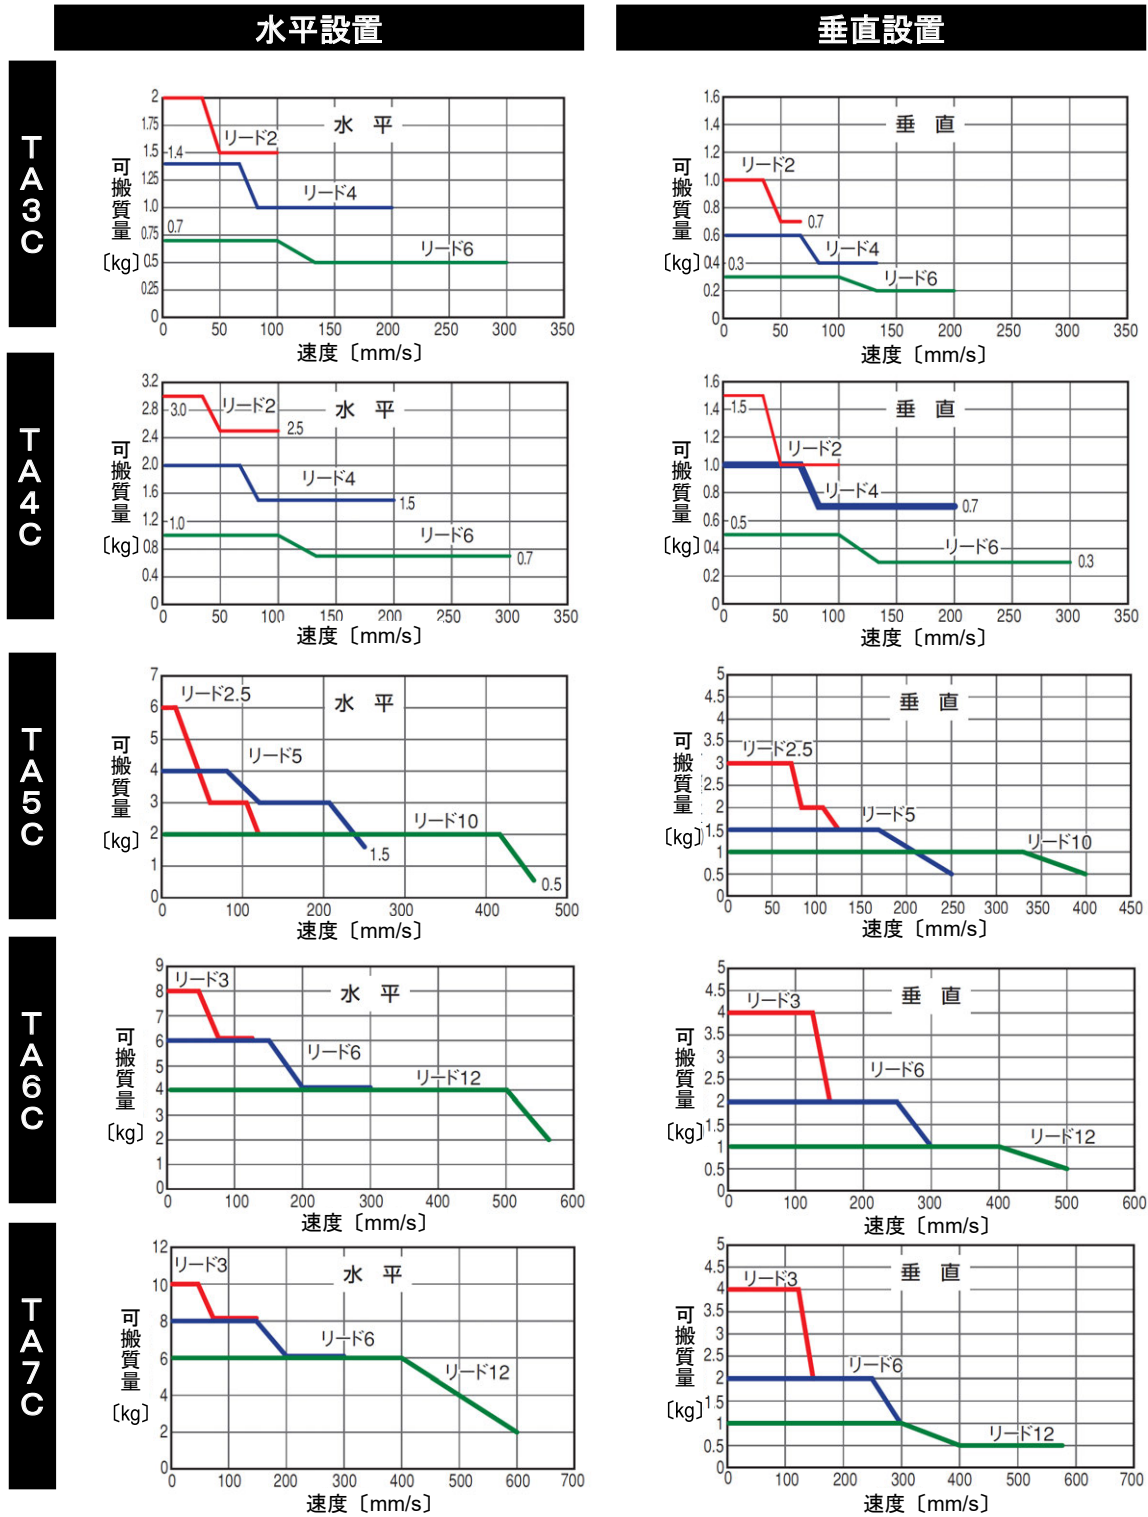 水平設置
垂直設置
TA3C
水 平
リード2
リード4
リード6
1.4
0.7
2
1.75
1.5
1.25
1.0
0.75
0.5
0.25
0
0 50 100 150 200 250 300 350
可搬質量
〔kg〕
速度〔mm/s〕
垂 直
リード2
0.7
リード4
0.3
リード6
1.6
1.4
1.2
1.0
0.8
0.6
0.4
0.2
0
0 50 100 150 200 250 300 350
可搬質量
〔kg〕
速度〔mm/s〕
TA4C
水 平
3.0
リード2
2.5
リード4
1.5
1.0
リード6
0.7
3.2
2.8
2.4
2.0
1.6
1.2
0.8
0.4
0
0 50 100 150 200 250 300 350
可搬質量
〔kg〕
速度〔mm/s〕
垂 直
1.5
リード2
リード4
0.7
0.5
リード6
0.3
1.6
1.4
1.2
1.0
0.8
0.6
0.4
0.2
0
0 50 100 150 200 250 300 350
可搬質量
〔kg〕
速度〔mm/s〕
TA5C
水 平
リード2.5
リード5
リード10
1.5
0.5
7
6
5
4
3
2
1
0
0 100 200 300 400 500
可搬質量
〔kg〕
速度〔mm/s〕
垂 直
リード2.5
リード5
リード10
5
4.5
4
3.5
3
2.5
2
1.5
1
0.5
0
0 50 100 150 200 250 300 350 400 450
可搬質量
〔kg〕
速度〔mm/s〕
TA6C
水 平
リード3
リード6
リード12
9
8
7
6
5
4
3
2
1
0
0 100 200 300 400 500 600
可搬質量
〔kg〕
速度〔mm/s〕
垂 直
リード3
リード6
リード12
5
4.5
4
3.5
3
2.5
2
1.5
1
0.5
0
0 100 200 300 400 500 600
可搬質量
〔kg〕
速度〔mm/s〕
TA7C
水 平
リード3
リード6
リード12
12
10
8
6
4
2
0
0 100 200 300 400 500 600 700
可搬質量
〔kg〕
速度〔mm/s〕
垂 直
リード3
リード6
リード12
5
4.5
4
3.5
3
2.5
2
1.5
1
0.5
0
0 100 200 300 400 500 600 700
可搬質量
〔kg〕
速度〔mm/s〕